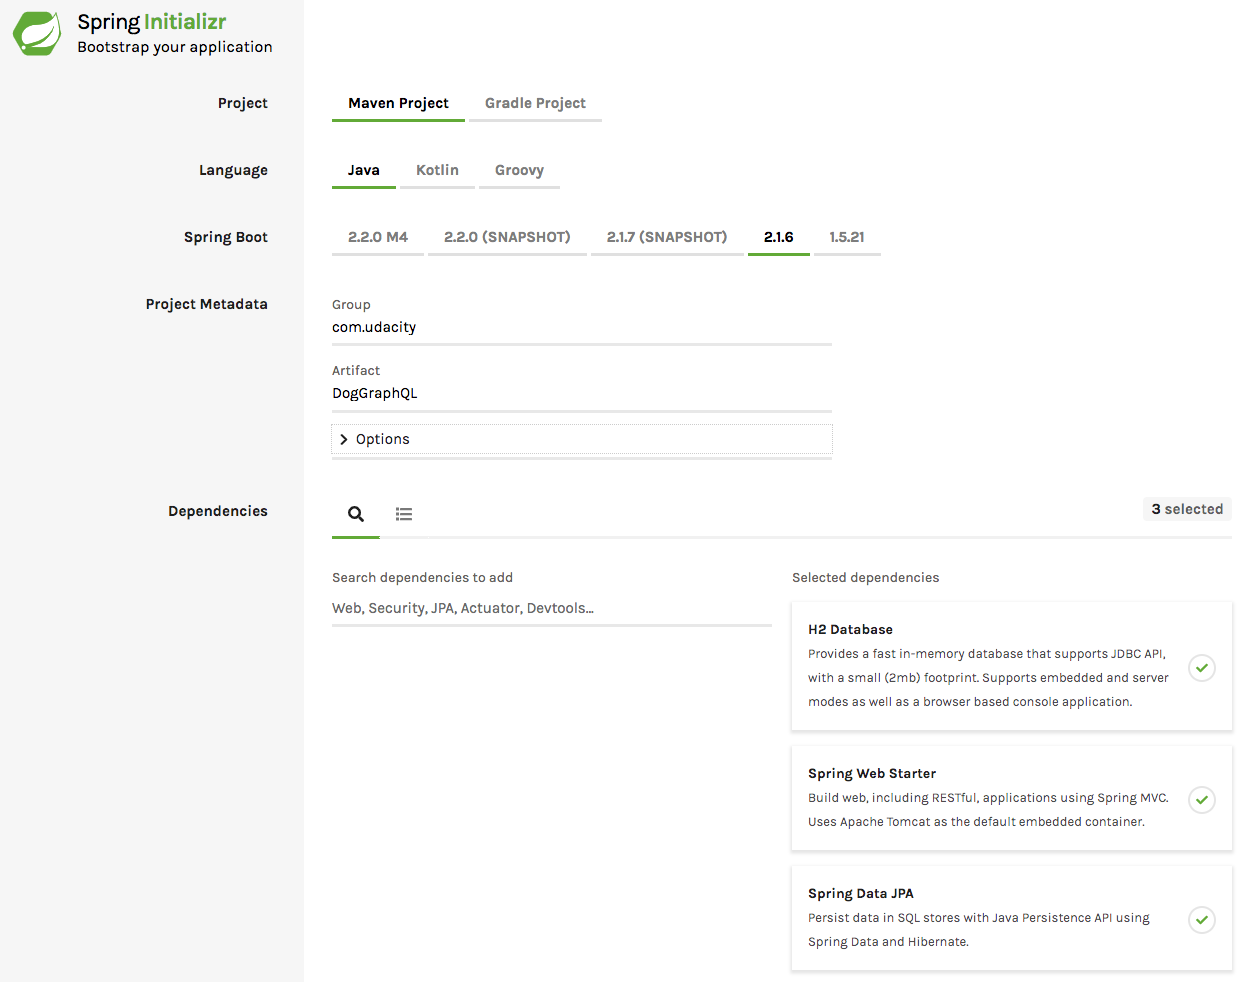 Spring Initializr
Bootstrap your application
Project
Maven Project Gradle Project
Language
Java Kotlin Groovy
Spring Boot
2.2.0 M4 2.2.0 (SNAPSHOT) 2.1.7 (SNAPSHOT) 2.1.6 1.5.21
Project Metadata
Group
com.udacity
Artifact
DogGraphQL
Options
Dependencies
3 selected
Search dependencies to add
Web, Security, JPA, Actuator, Devtools...
Selected dependencies
H2 Database
Provides a fast in-memory database that supports JDBC API,
with a small (2mb) footprint. Supports embedded and server
modes as well as a browser based console application.
Spring Web Starter
Build web, including RESTful, applications using Spring MVC.
Uses Apache Tomcat as the default embedded container.
Spring Data JPA
Persist data in SQL stores with Java Persistence API using
Spring Data and Hibernate.